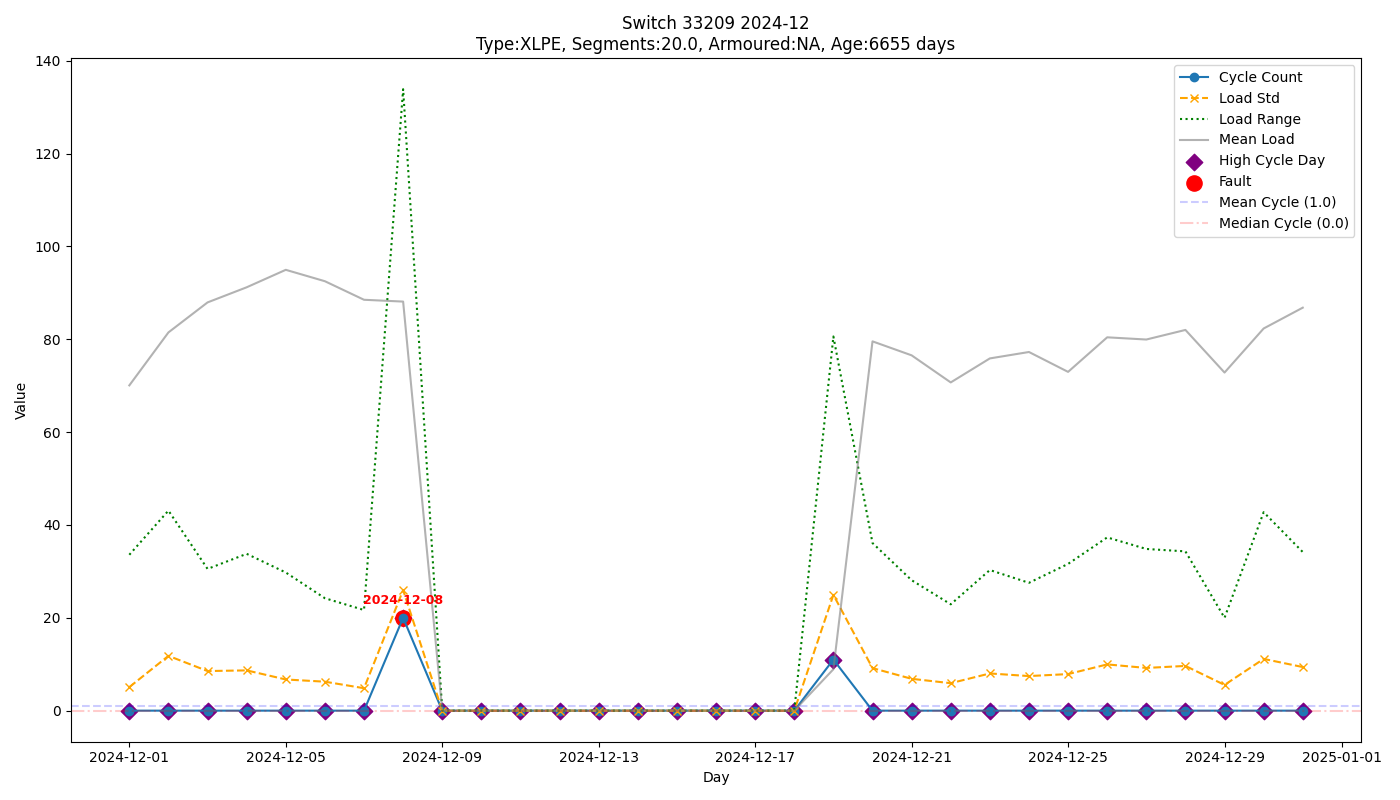 Switch 33209 2024-12
Type:XLPE, Segments:20.0, Armoured:NA, Age:6655 days
Value
140
120
100
80
60
40
20
0
Cycle Count
Load Std
Load Range
Mean Load
High Cycle Day
Fault
Mean Cycle (1.0)
Median Cycle (0.0)
2024-12-08
2024-12-01
2024-12-05
2024-12-09
2024-12-13
2024-12-17
2024-12-21
2024-12-25
2024-12-29
2025-01-01
Day